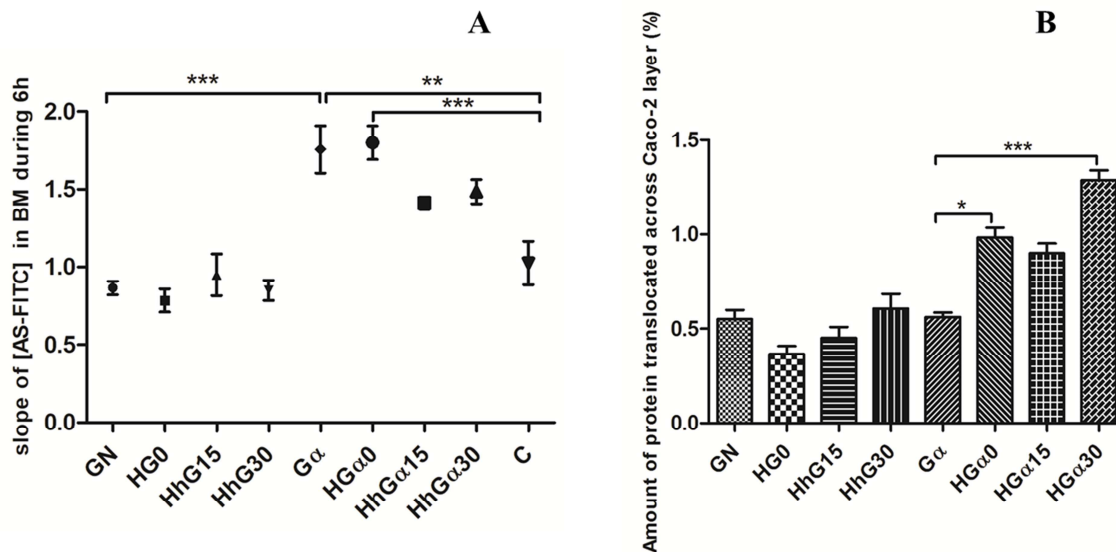 A
slope of [AS-FITC] in BM during 6h
***
**
***
2.0
1.5
1.0
0.5
0.0
GN
HG0
HhG15
HhG30
Gα
HGα0
HhGα15
HhGα30
C
B
Amount of protein translocated across Caco-2 layer (%)
***
*
1.5
1.0
0.5
0.0
GN
HG0
HhG15
HhG30
Gα
HGα0
HGα15
HGα30